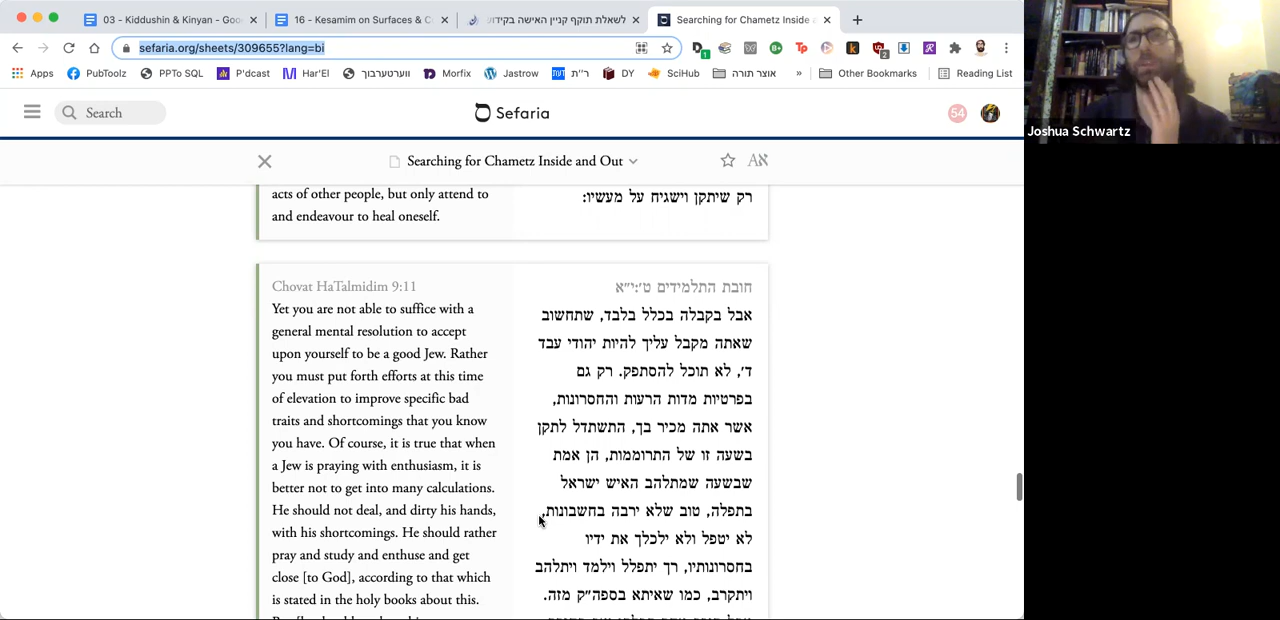 03 - Kiddushin & Kinyan - Goo
16 - Kesamim on Surfaces & C
לשאלת תוקף קניין האישה בקידוש
Searching for Chametz Inside a
sefaria.org/sheets/309655?lang=bi
Apps
PubToolz
PPTo SQL
P'dcast
Har'El
ווערטערבוך
Morfix
Jastrow
ר״ת
DY
SciHub
אוצר תורה
»
Other Bookmarks
Reading List
Search
Sefaria
54
Searching for Chametz Inside and Out
acts of other people, but only attend to
and endeavour to heal oneself.
רק שיתקן וישגיח על מעשיו:
Chovat HaTalmidim 9:11
Yet you are not able to suffice with a
general mental resolution to accept
upon yourself to be a good Jew. Rather
you must put forth efforts at this time
of elevation to improve specific bad
traits and shortcomings that you know
you have. Of course, it is true that when
a Jew is praying with enthusiasm, it is
better not to get into many calculations.
He should not deal, and dirty his hands,
with his shortcomings. He should rather
pray and study and enthuse and get
close [to God], according to that which
is stated in the holy books about this.
חובת התלמידים ט׳:י״א
אבל בקבלה בכלל בלבד, שתחשוב
שאתה מקבל עליך להיות יהודי עבד
ד׳, לא תוכל להסתפק. רק גם
בפרטיות מדות הרעות והחסרונות,
אשר אתה מכיר בך, התשתדל לתקן
בשעה זו של התרוממות, הן אמת
שבשעה שמתלהב האיש ישראל
בתפלה, טוב שלא ירבה בחשבונות,
לא יטפל ולא ילכלך את ידיו
בחסרונותיו, רך יתפלל וילמד ויתלהב
ויתקרב, כמו שאיתא בספה״ק מזה.
Joshua Schwartz